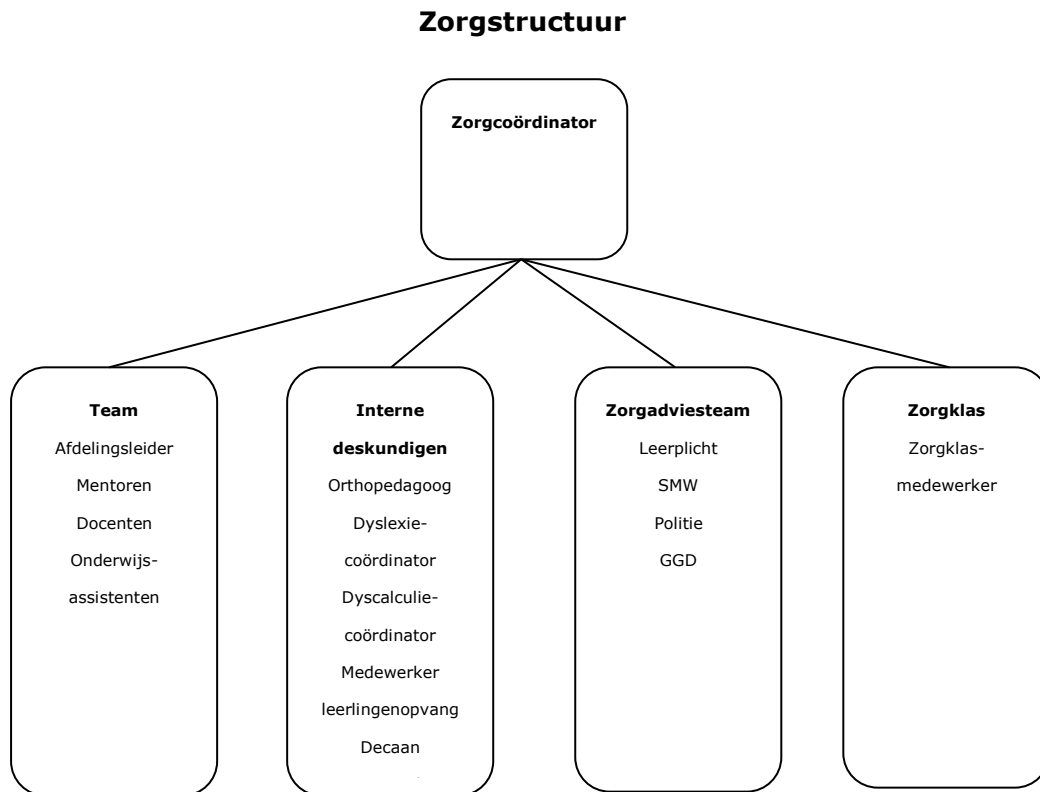 Zorgstructuur
Zorgcoördinator
Team
Afdelingsleider
Mentoren
Docenten
Onderwijs-
assistenten
Interne
deskundigen
Orthopedagoog
Dyslexie-
coördinator
Dyscalculie-
coördinator
Medewerker
leerlingenopvang
Decaan
Zorgadviesteam
Leerplicht
SMW
Politie
GGD
Zorgklas
Zorgklas-
medewerker